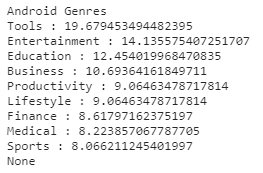 Android Genres
Tools : 19.679453494482395
Entertainment : 14.135575407251707
Education : 12.454019968470835
Business : 10.69364161849711
Productivity : 9.06463478717814
Lifestyle : 9.06463478717814
Finance : 8.61797162375197
Medical : 8.223857067787705
Sports : 8.066211245401997
None